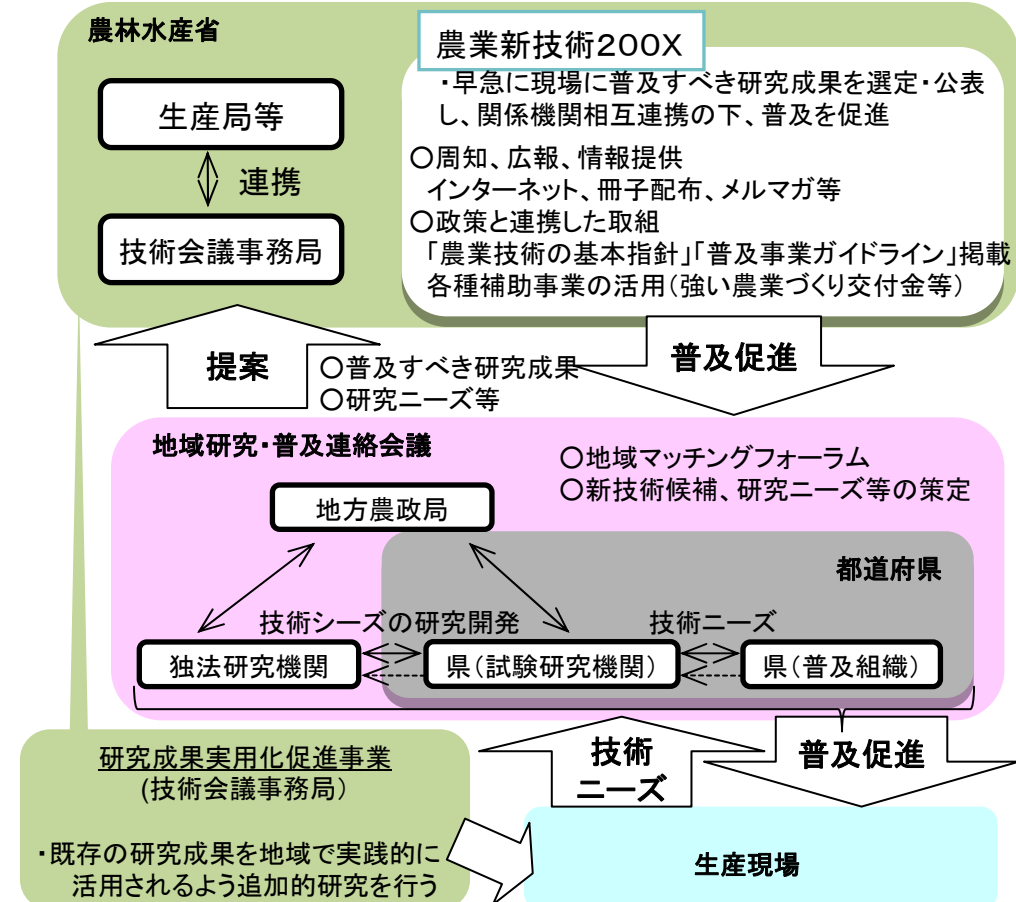 農林水産省
生産局等
連携
技術会議事務局
農業新技術200X
・早急に現場に普及すべき研究成果を選定・公表
し、関係機関相互連携の下、普及を促進
○周知、広報、情報提供
インターネット、冊子配布、メルマガ等
○政策と連携した取組
「農業技術の基本指針」「普及事業ガイドライン」掲載
各種補助事業の活用(強い農業づくり交付金等)
提案
○普及すべき研究成果
○研究ニーズ等
普及促進
地域研究・普及連絡会議
○地域マッチングフォーラム
○新技術候補、研究ニーズ等の策定
地方農政局
都道府県
技術シーズの研究開発
技術ニーズ
独法研究機関
県(試験研究機関)
県(普及組織)
技術
ニーズ
普及促進
研究成果実用化促進事業
(技術会議事務局)
・既存の研究成果を地域で実践的に
活用されるよう追加的研究を行う
生産現場